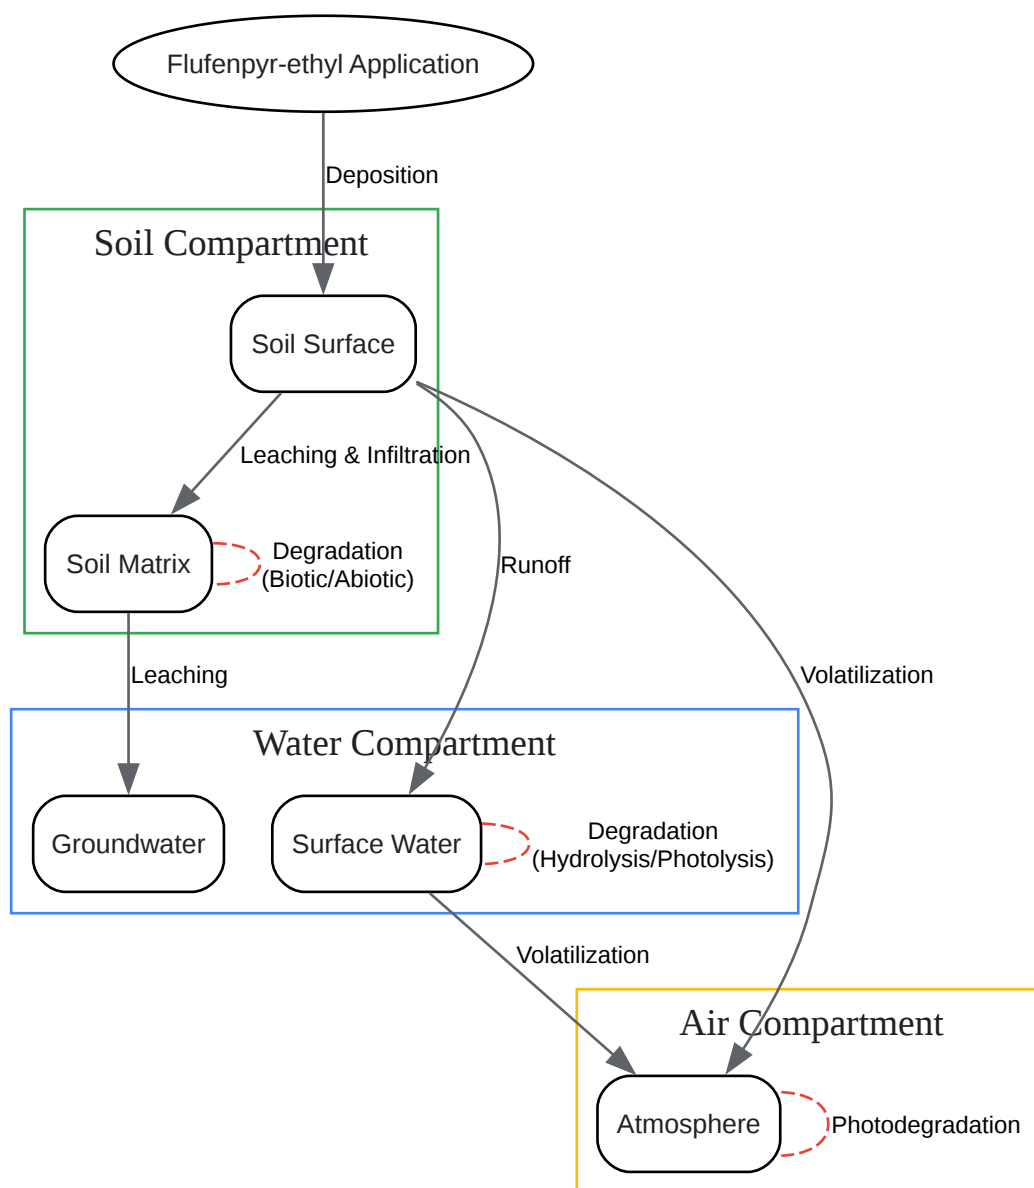 Flufenpyr-ethyl Application
Deposition
Soil Compartment
Soil Surface
Leaching & Infiltration
Soil Matrix
Degradation
(Biotic/Abiotic)
Runoff
Leaching
Volatilization
Water Compartment
Groundwater
Surface Water
Degradation
(Hydrolysis/Photolysis)
Volatilization
Air Compartment
Atmosphere
Photodegradation